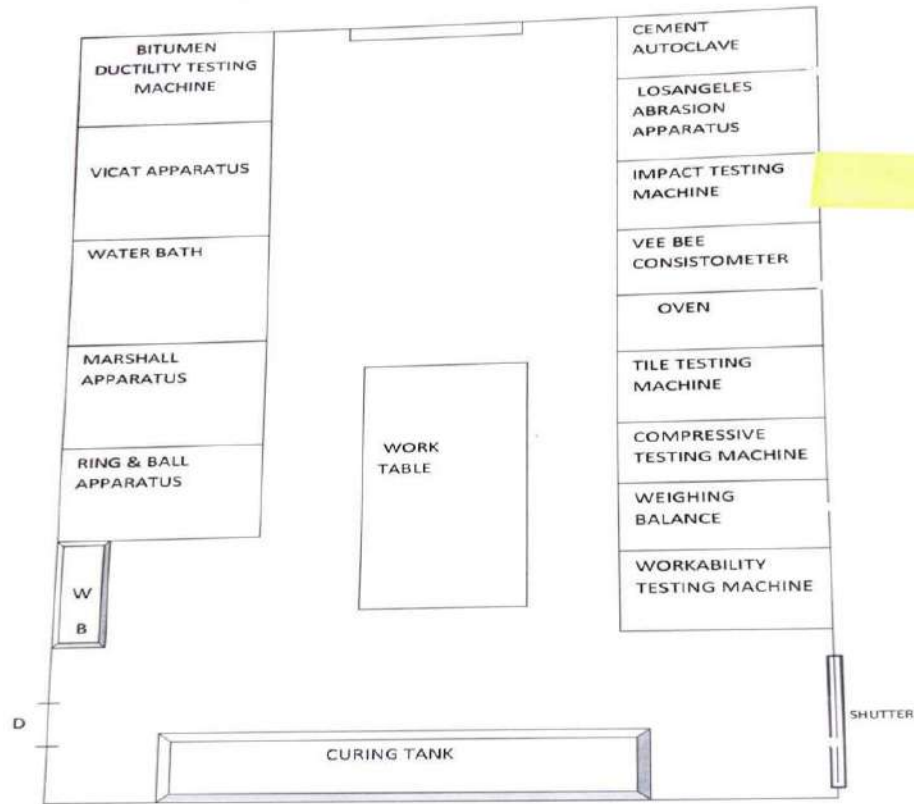 BITUMEN
DUCTILITY TESTING
MACHINE
VICAT APPARATUS
WATER BATH
MARSHALL
APPARATUS
RING & BALL
APPARATUS
W
B
D
WORK
TABLE
CURING TANK
CEMENT
AUTOCLAVE
LOSANGELES
ABRASION
APPARATUS
IMPACT TESTING
MACHINE
VEE BEE
CONSISTOMETER
OVEN
TILE TESTING
MACHINE
COMPRESSIVE
TESTING MACHINE
WEIGHING
BALANCE
WORKABILITY
TESTING MACHINE
SHUTTER